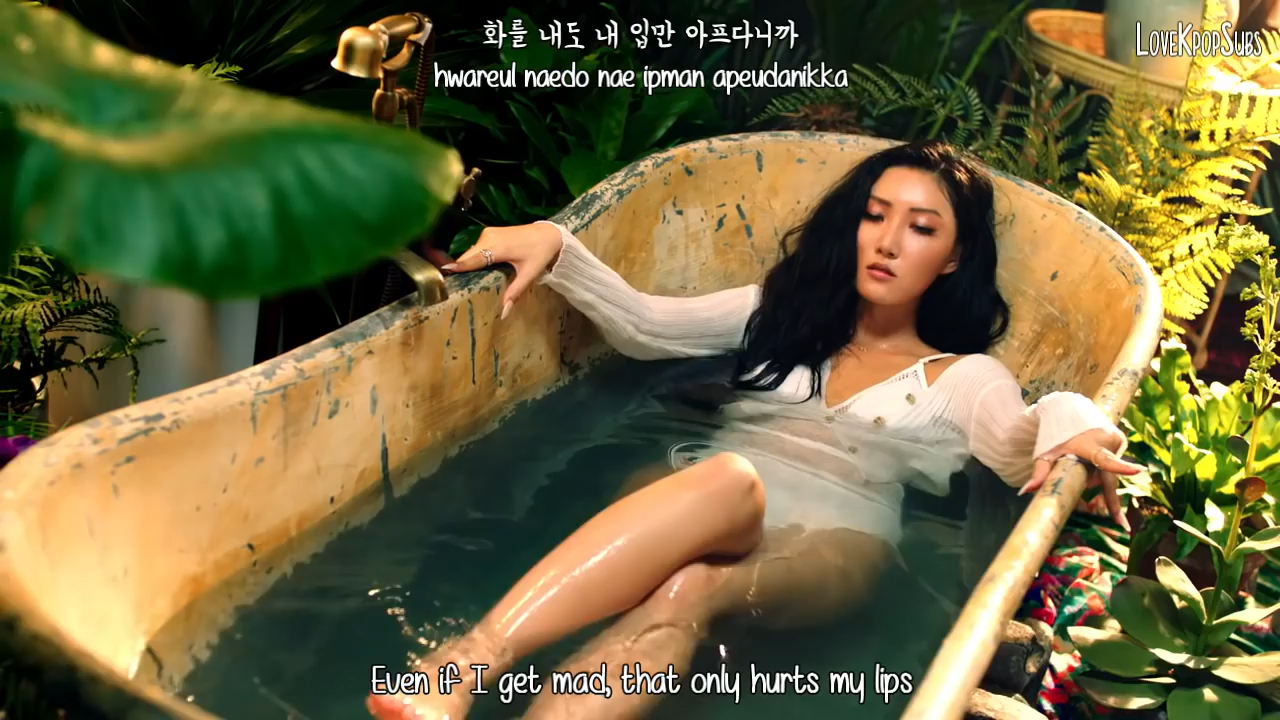 화를 내도 내 입만 아프다니까
LoveKpopSubs
hwareul naedo nae ipman apeudanikka
Even if I get mad, that only hurts my lips